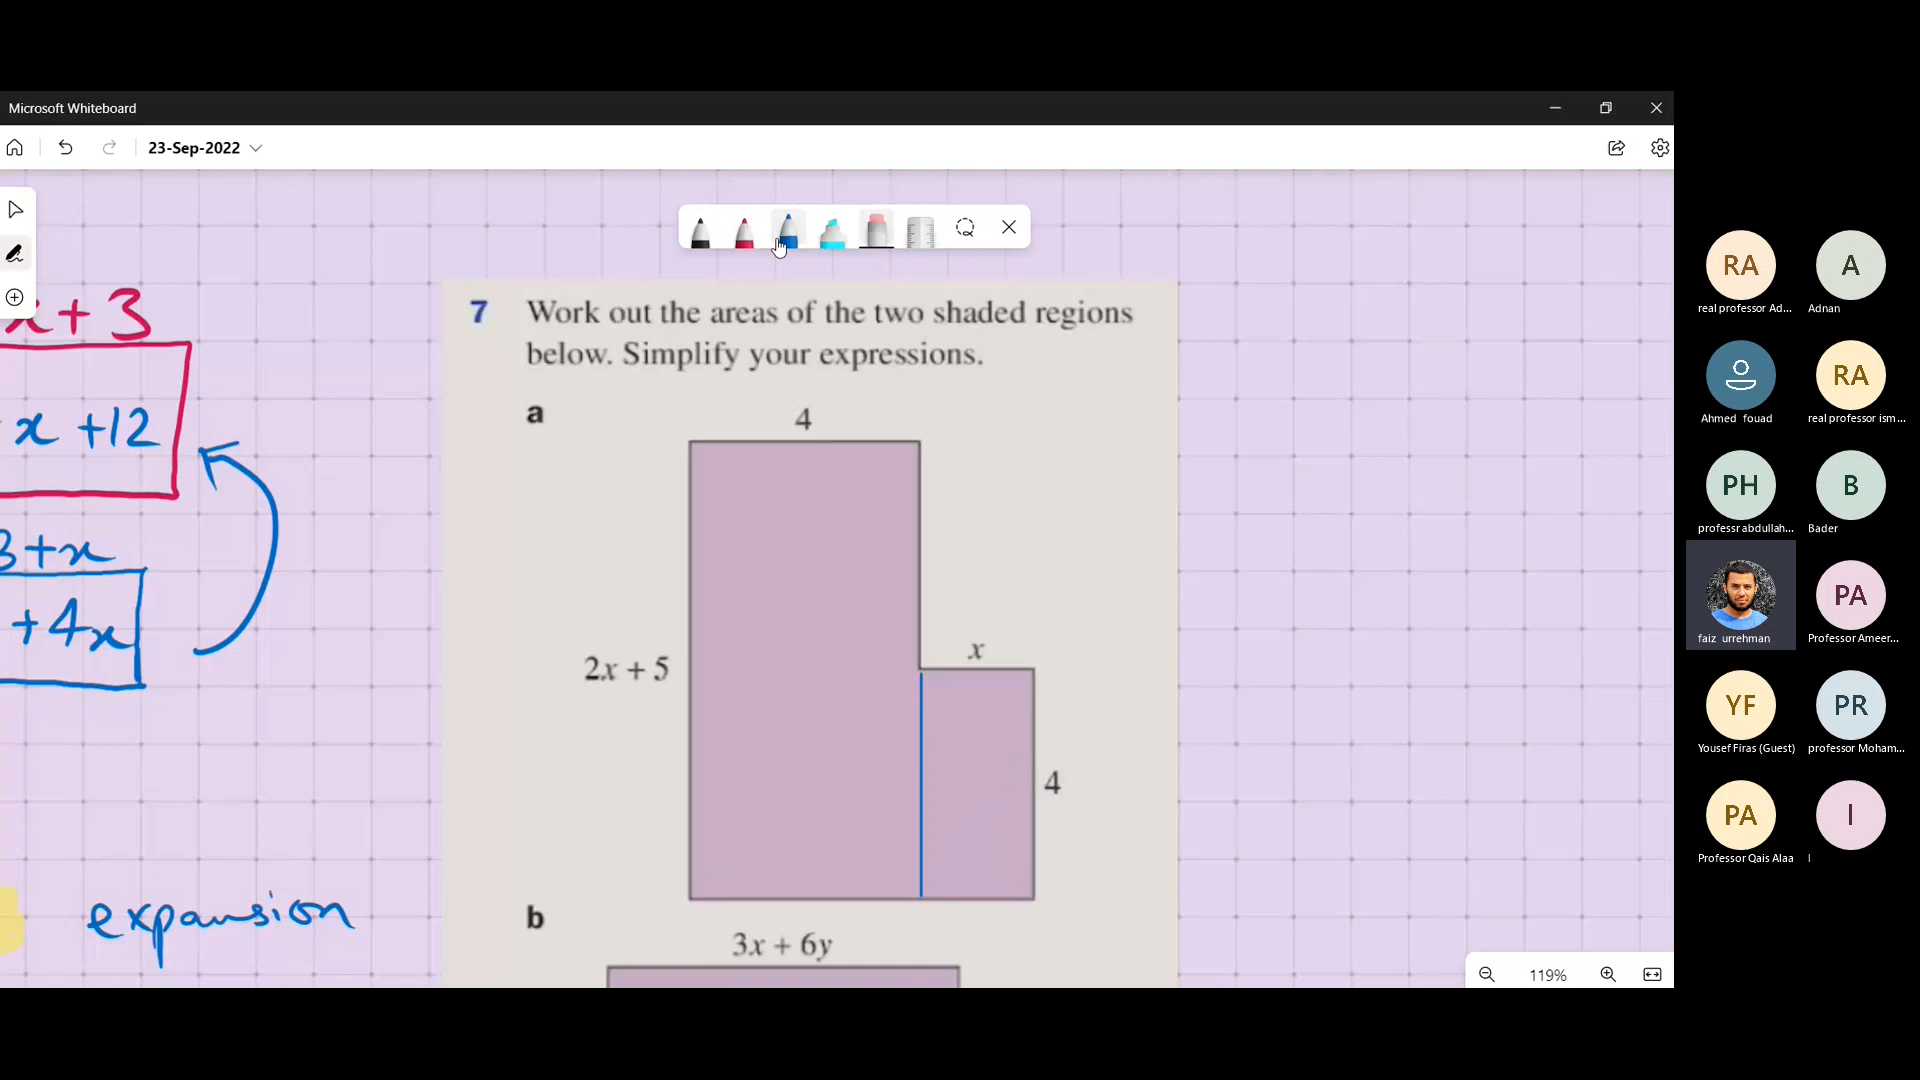 Microsoft Whiteboard
23-Sep-2022
x+3
x +12
3+x
+4x
expansion
7 Work out the areas of the two shaded regions
below. Simplify your expressions.
a
4
x
2x + 5
4
b
3x + 6y
119%
RA
real professor Ad...
A
Adnan
Ahmed fouad
RA
real professor ism...
PH
professr abdullah...
B
Bader
faiz urrehman
PA
Professor Ameer...
YF
Yousef Firas (Guest)
PR
professor Moham...
PA
Professor Qais Alaa
I
I